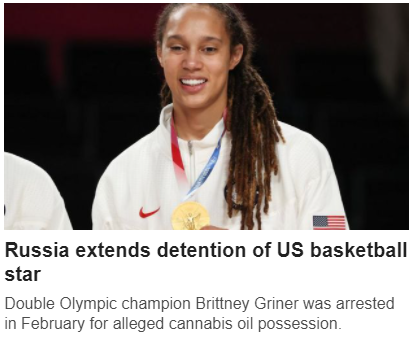 Russia extends detention of US basketball
star
Double Olympic champion Brittney Griner was arrested
in February for alleged cannabis oil possession.